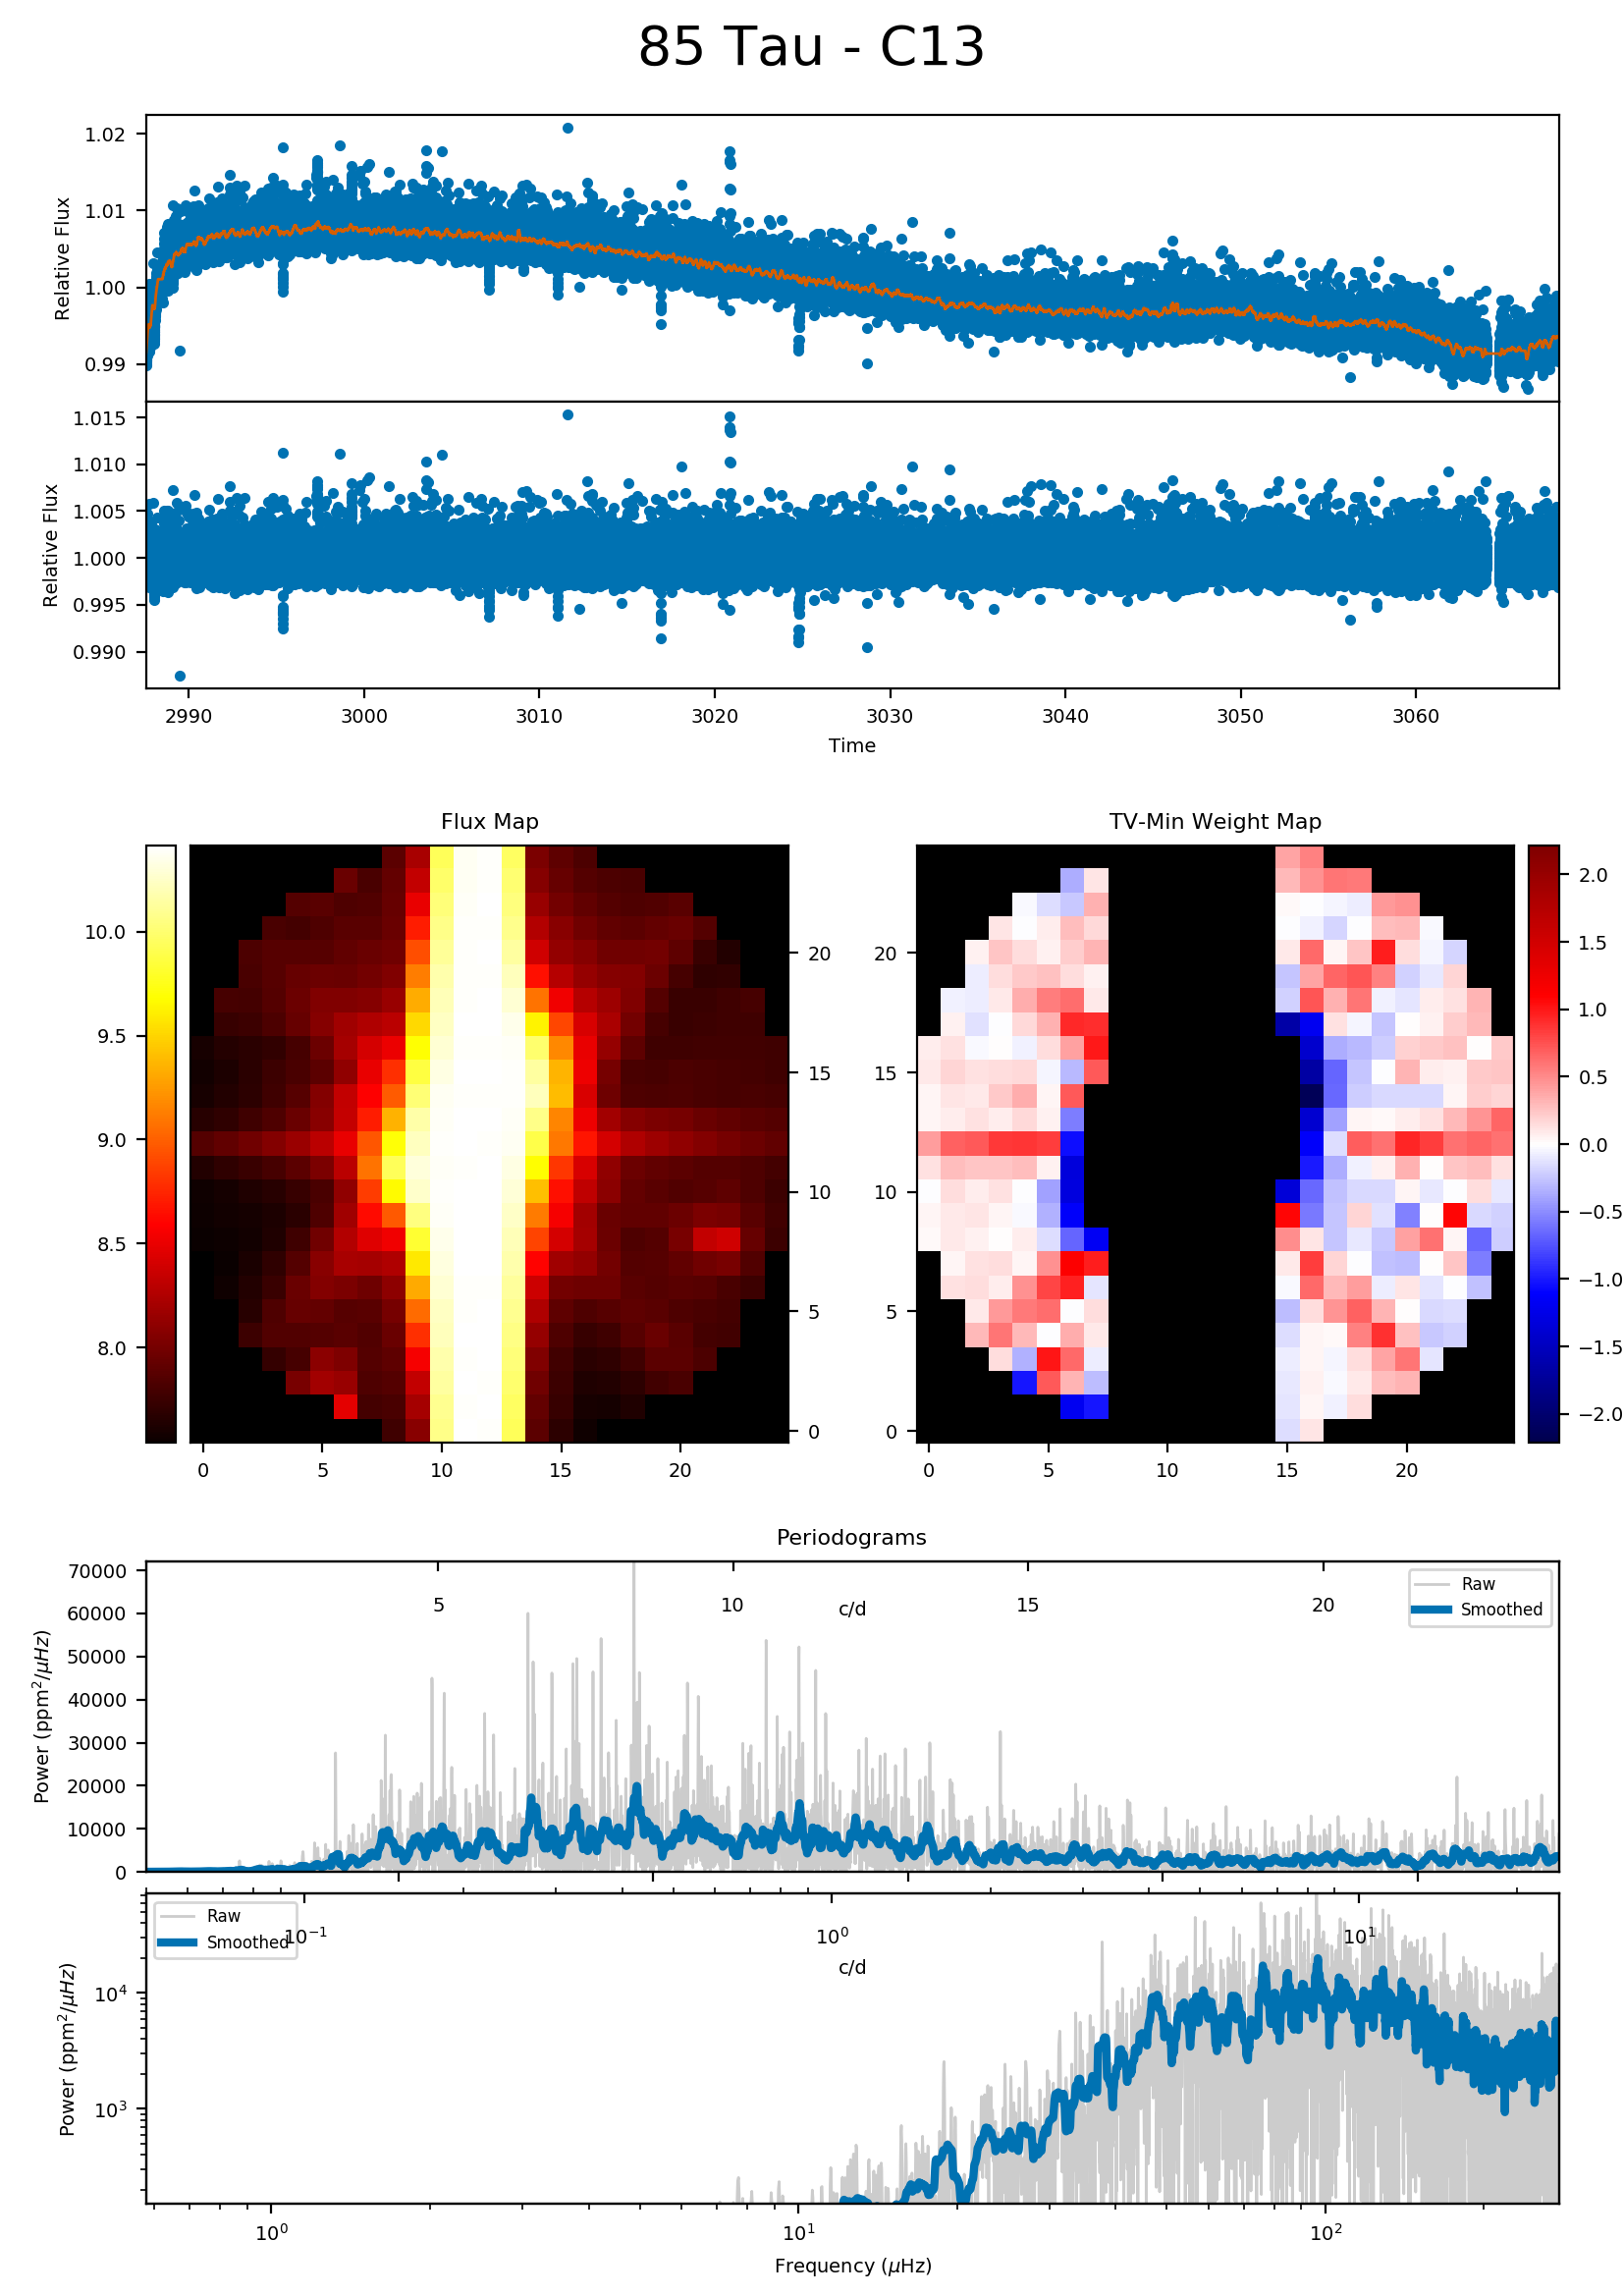 85 Tau - C13
1.02
1.01
1.00
0.99
Relative Flux
1.015
1.010
1.005
1.000
0.995
0.990
Relative Flux
2990 3000 3010 3020 3030 3040 3050 3060
Time
Flux Map
TV-Min Weight Map
10.0
9.5
9.0
8.5
8.0
20
15
10
5
0
0 5 10 15 20
20
15
10
5
0
0 5 10 15 20
2.0
1.5
1.0
0.5
0.0
−0.5
−1.0
−1.5
−2.0
Periodograms
70000
60000
50000
40000
30000
20000
10000
0
Power (ppm²/μHz)
5 10 15 20
c/d
Raw
Smoothed
Raw
Smoothed
10⁻¹ 10⁰ 10¹
c/d
10⁴
10³
Power (ppm²/μHz)
10⁰ 10¹ 10²
Frequency (μHz)